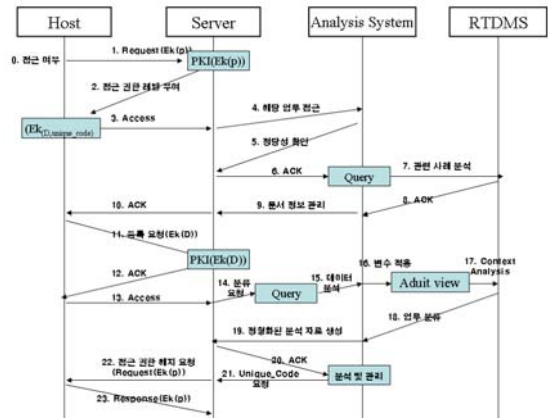 Host
Server
Analysis System
RTDMS
0. 접근 여부
1. Request(Ek(p))
PKI(Ek(p))
2. 접근 권한 레벨 부여
(Ek(D,unique_code)
3. Access
4. 해당 업무 접근
5. 정당성 확인
6. ACK
Query
7. 관련 사례 분석
8. ACK
9. 문서 정보 관리
10. ACK
11. 등록 요청(Ek(D))
PKI(Ek(D))
12. ACK
13. Access
14. 분류
요청
Query
15. 데이터
분석
16. 변수 적용
Aduit view
17. Context
Analysis
18. 업무 분류
19. 정형화된 분석 자료 생성
20. ACK
21. Unique_Code
요청
분석 및 관리
22. 접근 권한 해지 요청
(Request(Ek(p))
23. Response(Ek(p))